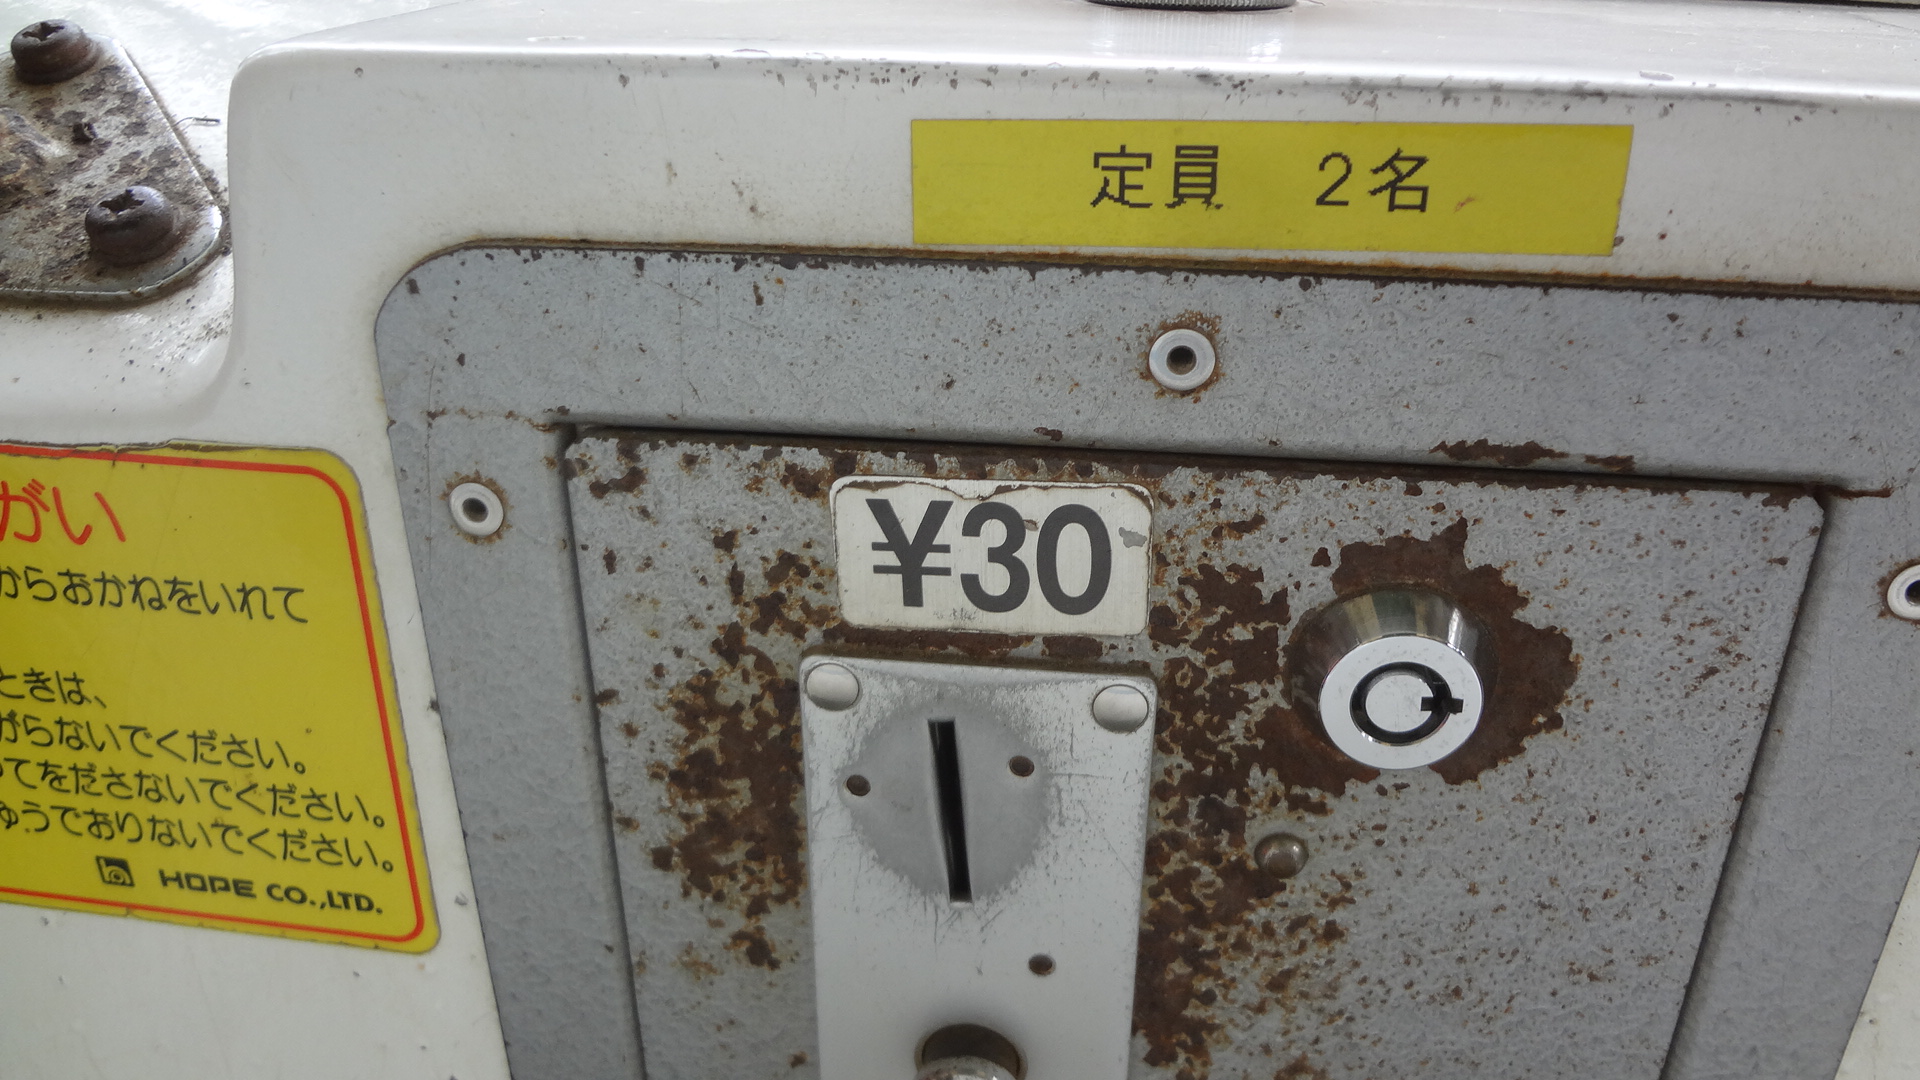 定員 2名
¥30
がい
からおかねをいれて
ときは、
がらないでください。
てをださないでください。
ゅうでおりないでください。
HOPE CO.,LTD.